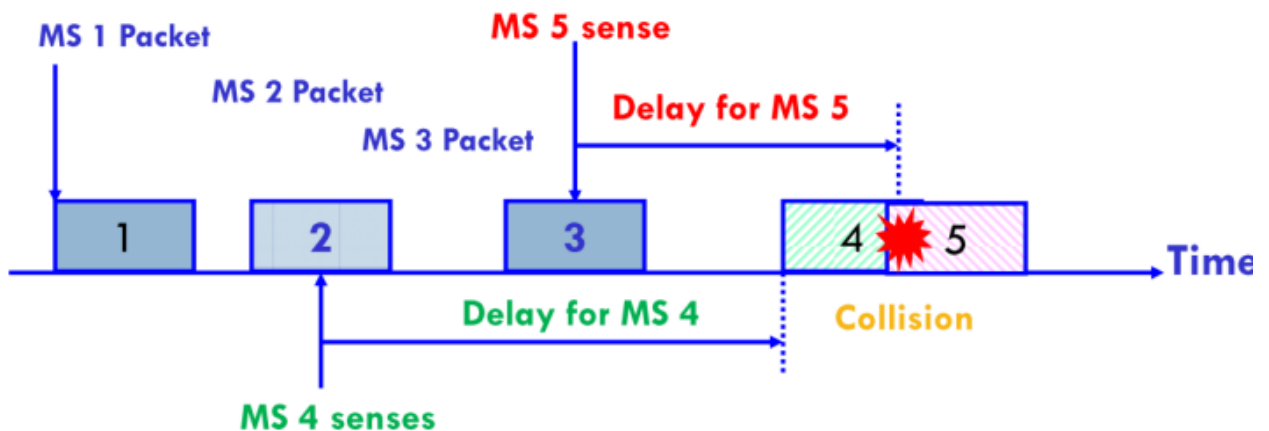 MS 5 sense
MS 1 Packet
MS 2 Packet
Delay for MS 5
MS 3 Packet
1
2
3
4
5
Time
Delay for MS 4
Collision
MS 4 senses